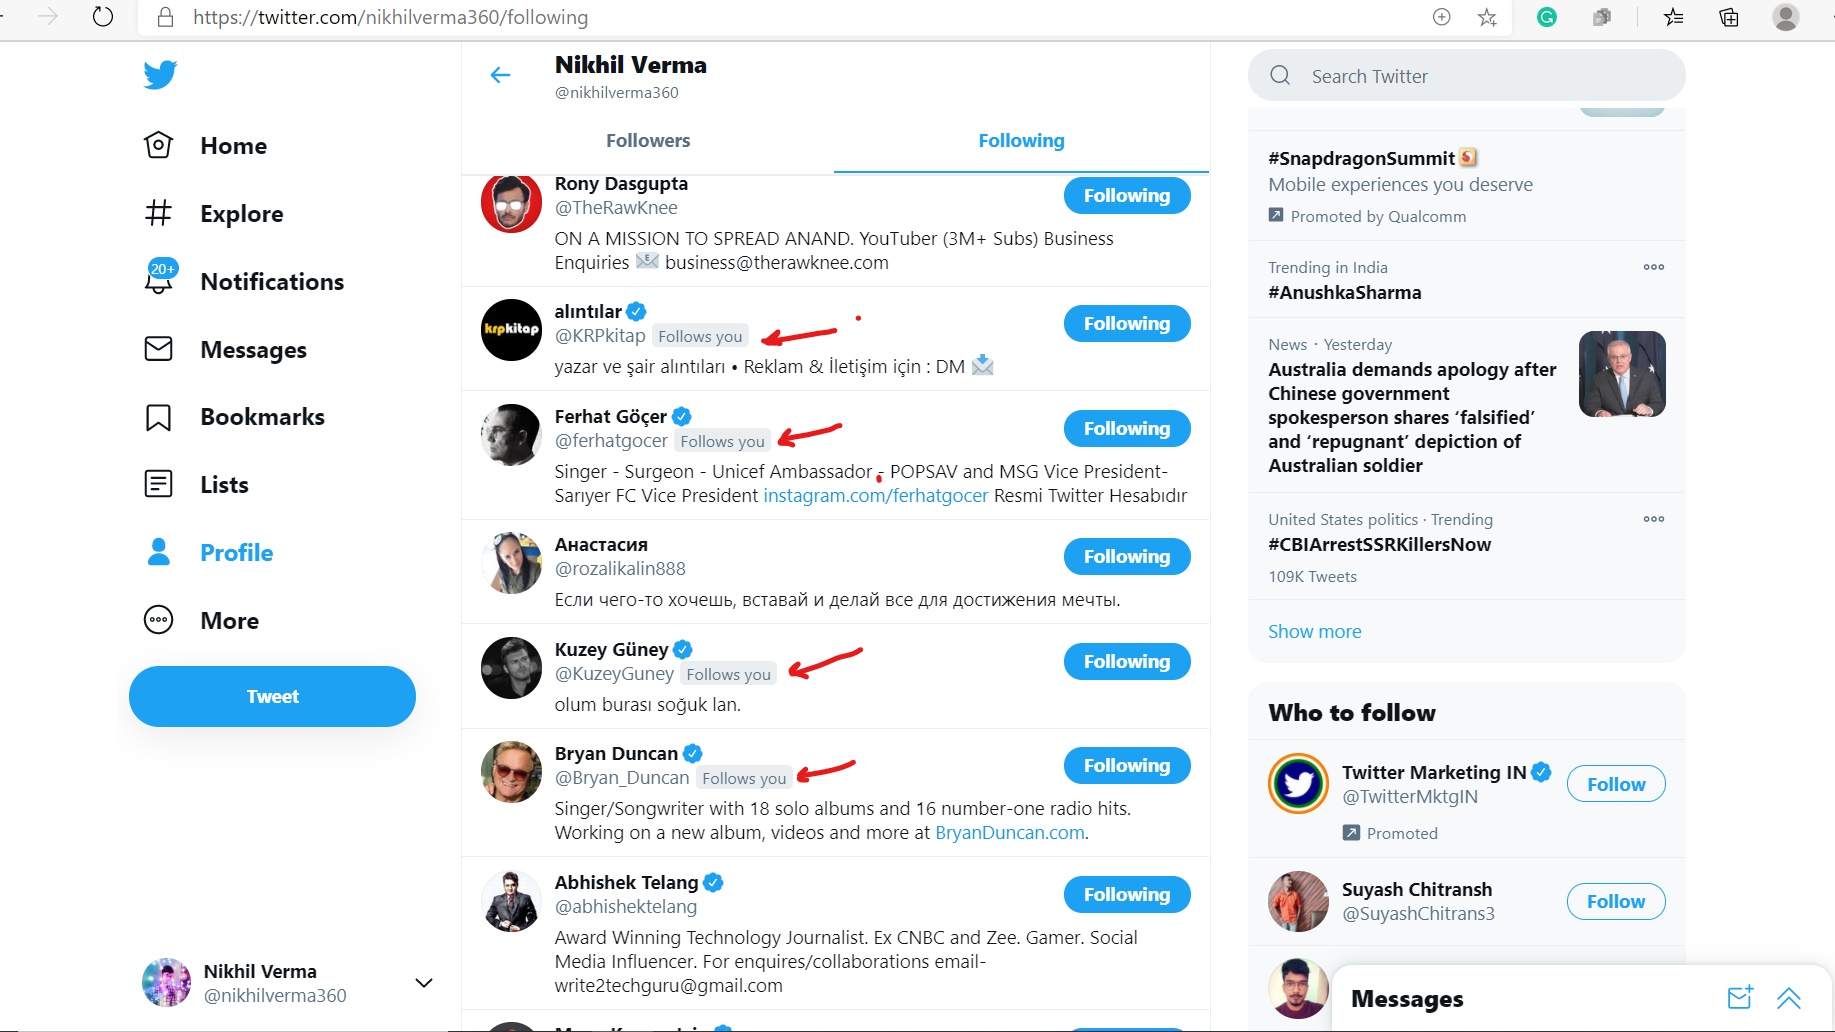 https://twitter.com/nikhilverma360/following
Home
Explore
20+
Notifications
Messages
Bookmarks
Lists
Profile
More
Tweet
Nikhil Verma
@nikhilverma360
Nikhil Verma
@nikhilverma360
Followers
Following
Rony Dasgupta
@TheRawKnee
Following
ON A MISSION TO SPREAD ANAND. YouTuber (3M+ Subs) Business
Enquiries 📧 business@therawknee.com
krpkitap
alıntılar
@KRPkitap Follows you
Following
yazar ve şair alıntıları • Reklam & İletişim için : DM 📩
Ferhat Göçer
@ferhatgocer Follows you
Following
Singer - Surgeon - Unicef Ambassador - POPSAV and MSG Vice President-
Sarıyer FC Vice President instagram.com/ferhatgocer Resmi Twitter Hesabıdır
Анастасия
@rozalikalin888
Following
Если чего-то хочешь, вставай и делай все для достижения мечты.
Kuzey Güney
@KuzeyGuney Follows you
Following
olum burası soğuk lan.
Bryan Duncan
@Bryan_Duncan Follows you
Following
Singer/Songwriter with 18 solo albums and 16 number-one radio hits.
Working on a new album, videos and more at BryanDuncan.com.
Abhishek Telang
@abhishektelang
Following
Award Winning Technology Journalist. Ex CNBC and Zee. Gamer. Social
Media Influencer. For enquires/collaborations email-
write2techguru@gmail.com
Search Twitter
#SnapdragonSummit
Mobile experiences you deserve
Promoted by Qualcomm
Trending in India
#AnushkaSharma
News · Yesterday
Australia demands apology after
Chinese government
spokesperson shares ‘falsified’
and ‘repugnant’ depiction of
Australian soldier
United States politics · Trending
#CBIArrestSSRKillersNow
109K Tweets
Show more
Who to follow
Twitter Marketing IN
@TwitterMktgIN
Follow
Promoted
Suyash Chitransh
@SuyashChitrans3
Follow
Messages